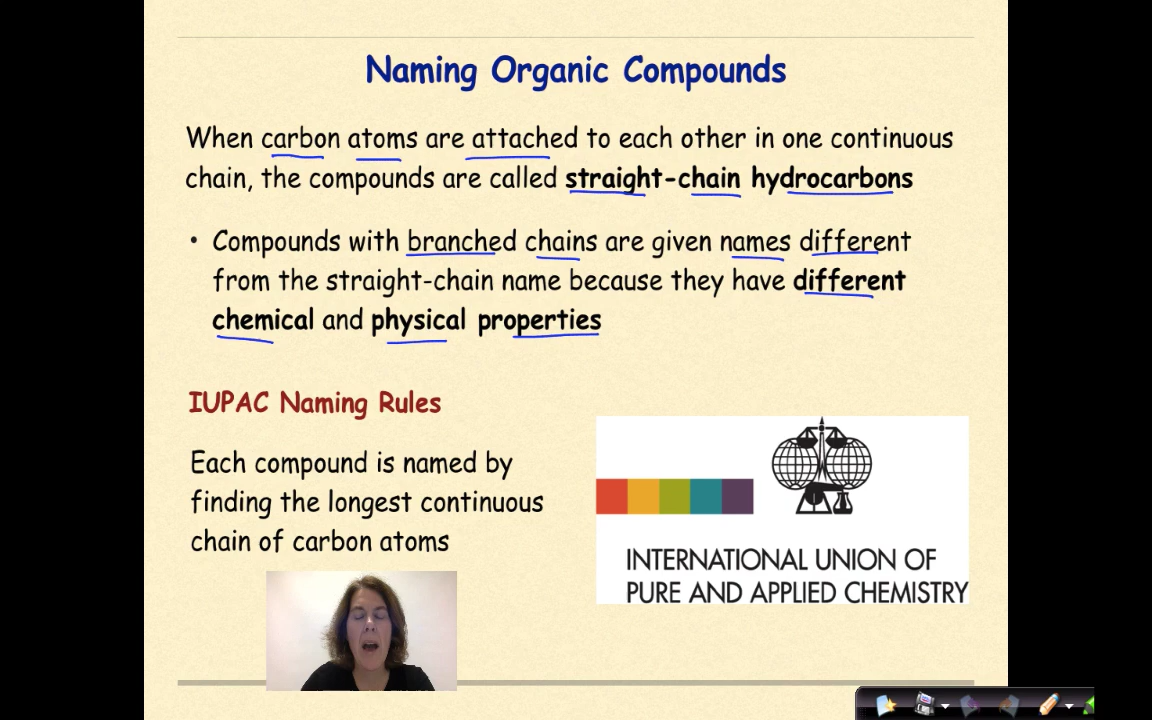 Naming Organic Compounds
When carbon atoms are attached to each other in one continuous
chain, the compounds are called straight-chain hydrocarbons
• Compounds with branched chains are given names different
from the straight-chain name because they have different
chemical and physical properties
IUPAC Naming Rules
Each compound is named by
finding the longest continuous
chain of carbon atoms
INTERNATIONAL UNION OF
PURE AND APPLIED CHEMISTRY